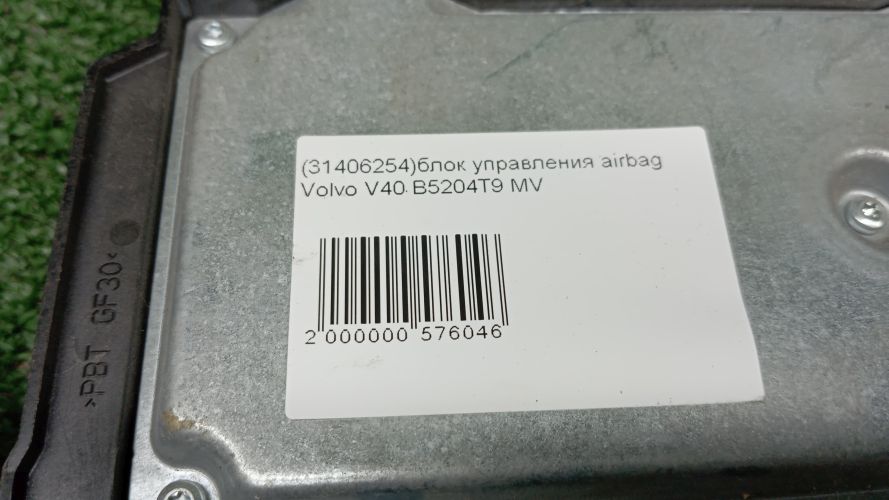 (31406254)блок управления airbag
Volvo V40 B5204T9 MV
2 000000 576046
>PBT GF30<